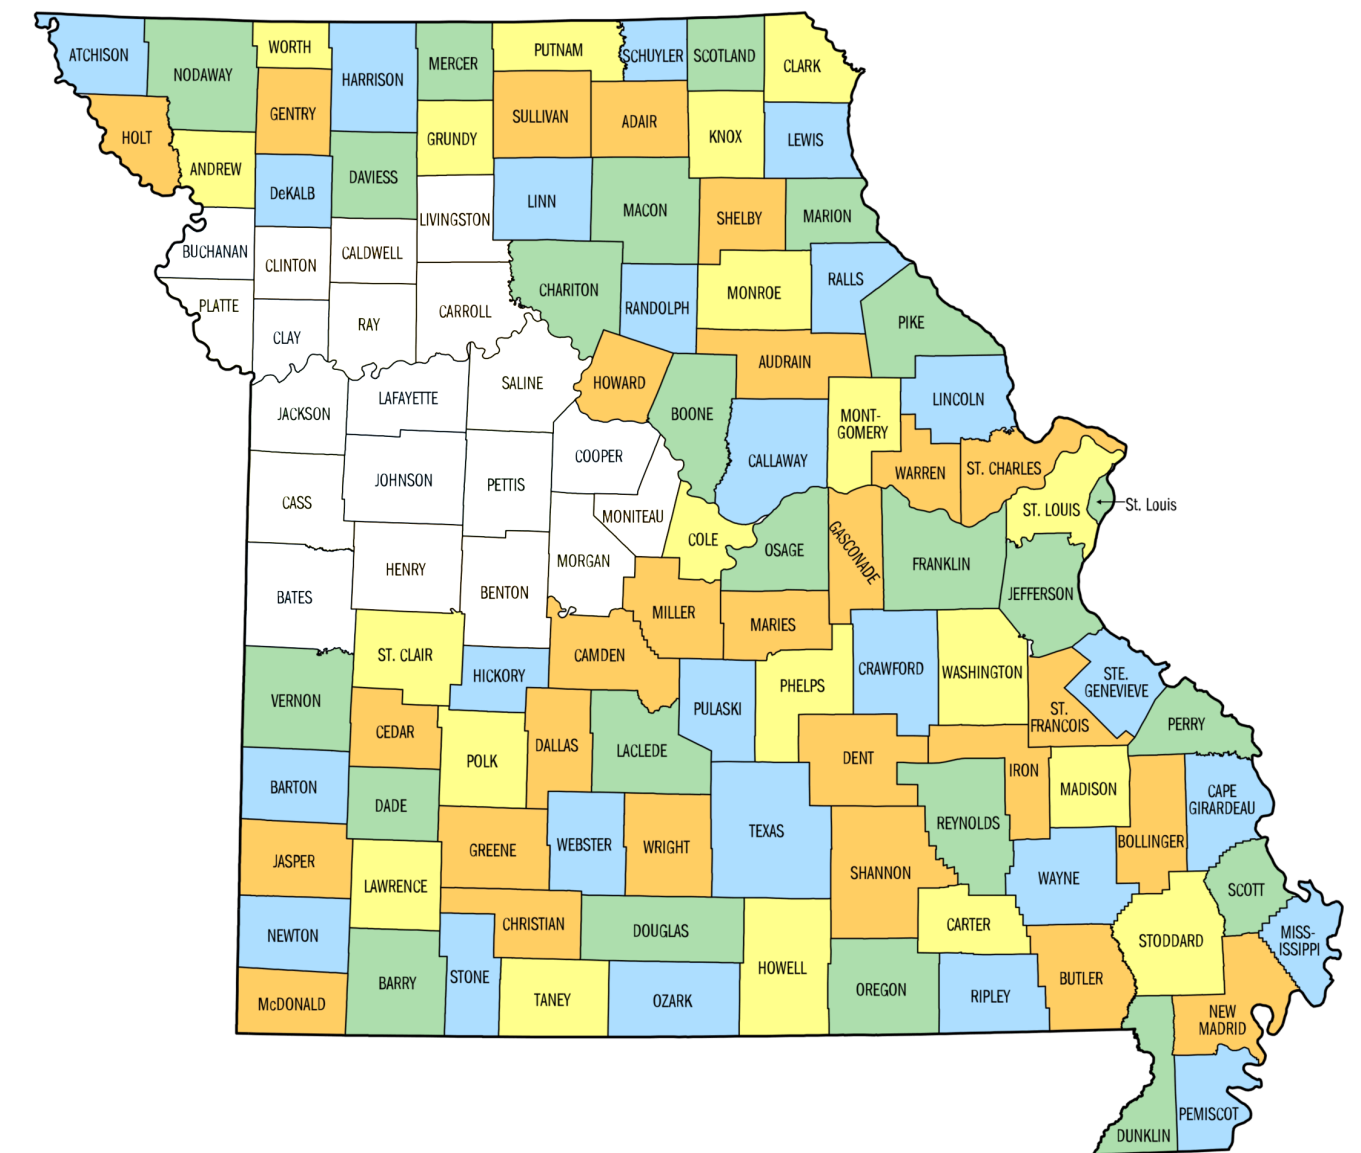 ATCHISON
NODAWAY
WORTH
HARRISON
MERCER
PUTNAM
SCHUYLER
SCOTLAND
CLARK
HOLT
GENTRY
GRUNDY
SULLIVAN
ADAIR
KNOX
LEWIS
ANDREW
DeKALB
DAVIESS
LIVINGSTON
LINN
MACON
SHELBY
MARION
BUCHANAN
CLINTON
CALDWELL
CARROLL
CHARITON
RANDOLPH
MONROE
RALLS
PIKE
PLATTE
CLAY
RAY
SALINE
HOWARD
BOONE
AUDRAIN
LINCOLN
JACKSON
LAFAYETTE
COOPER
CALLAWAY
MONT-
GOMERY
WARREN
ST. CHARLES
CASS
JOHNSON
PETTIS
MONITEAU
COLE
OSAGE
GASCONADE
FRANKLIN
ST. LOUIS
St. Louis
BATES
HENRY
BENTON
MORGAN
MILLER
MARIES
JEFFERSON
ST. CLAIR
HICKORY
CAMDEN
PULASKI
PHELPS
CRAWFORD
WASHINGTON
ST.
FRANCOIS
STE.
GENEVIEVE
PERRY
VERNON
CEDAR
POLK
DALLAS
LACLEDE
DENT
IRON
MADISON
BOLLINGER
CAPE
GIRARDEAU
BARTON
DADE
GREENE
WEBSTER
WRIGHT
TEXAS
SHANNON
REYNOLDS
WAYNE
SCOTT
JASPER
LAWRENCE
CHRISTIAN
DOUGLAS
HOWELL
CARTER
STODDARD
MISS-
ISSIPPI
NEWTON
BARRY
STONE
TANEY
OZARK
OREGON
RIPLEY
BUTLER
NEW
MADRID
McDONALD
DUNKLIN
PEMISCOT